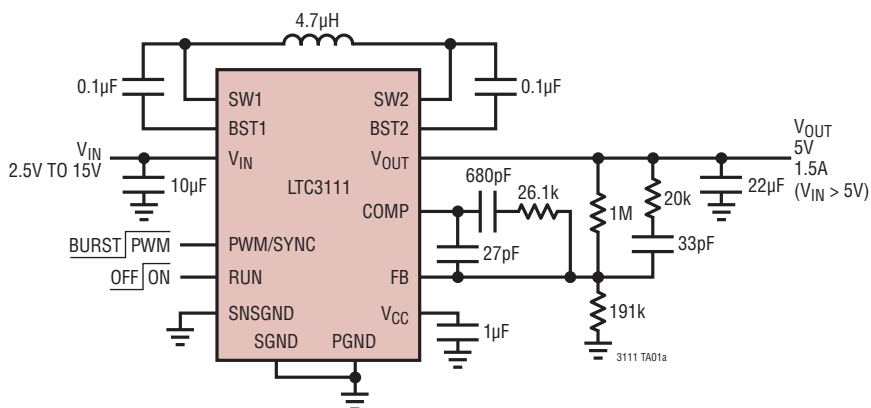 4.7µH
0.1µF
0.1µF
SW1
SW2
BST1
BST2
VIN
2.5V TO 15V
VIN
VOUT
VOUT
5V
1.5A
(VIN > 5V)
10µF
LTC3111
680pF
26.1k
1M
20k
22µF
COMP
BURST PWM
PWM/SYNC
27pF
33pF
OFF ON
RUN
FB
SNSGND
VCC
1µF
191k
SGND
PGND
3111 TA01a